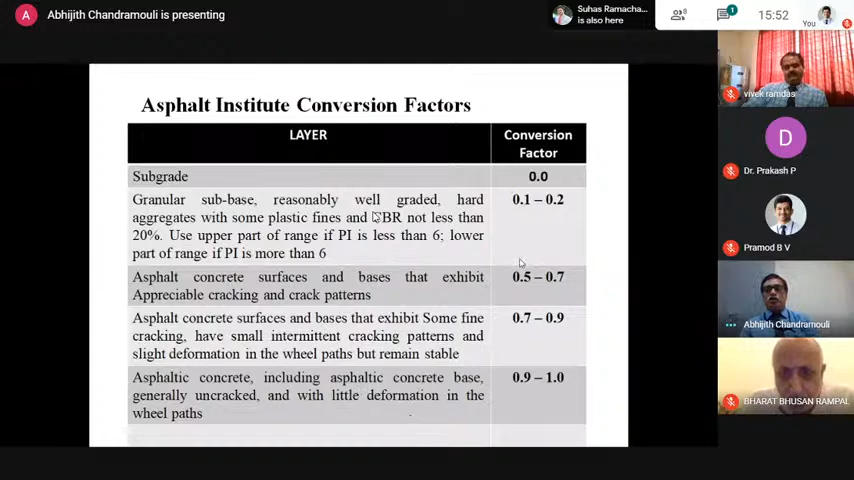 A
Abhijith Chandramouli is presenting
Suhas Ramacha...
is also here
8
1
15:52
You
Asphalt Institute Conversion Factors
LAYER
Conversion
Factor
Subgrade
0.0
Granular sub-base, reasonably well graded, hard
aggregates with some plastic fines and CBR not less than
20%. Use upper part of range if PI is less than 6; lower
part of range if PI is more than 6
0.1 – 0.2
Asphalt concrete surfaces and bases that exhibit
Appreciable cracking and crack patterns
0.5 – 0.7
Asphalt concrete surfaces and bases that exhibit Some fine
cracking, have small intermittent cracking patterns and
slight deformation in the wheel paths but remain stable
0.7 – 0.9
Asphaltic concrete, including asphaltic concrete base,
generally uncracked, and with little deformation in the
wheel paths
0.9 – 1.0
vivek ramdas
D
Dr. Prakash P
Pramod B V
Abhijith Chandramouli
BHARAT BHUSAN RAMPAL